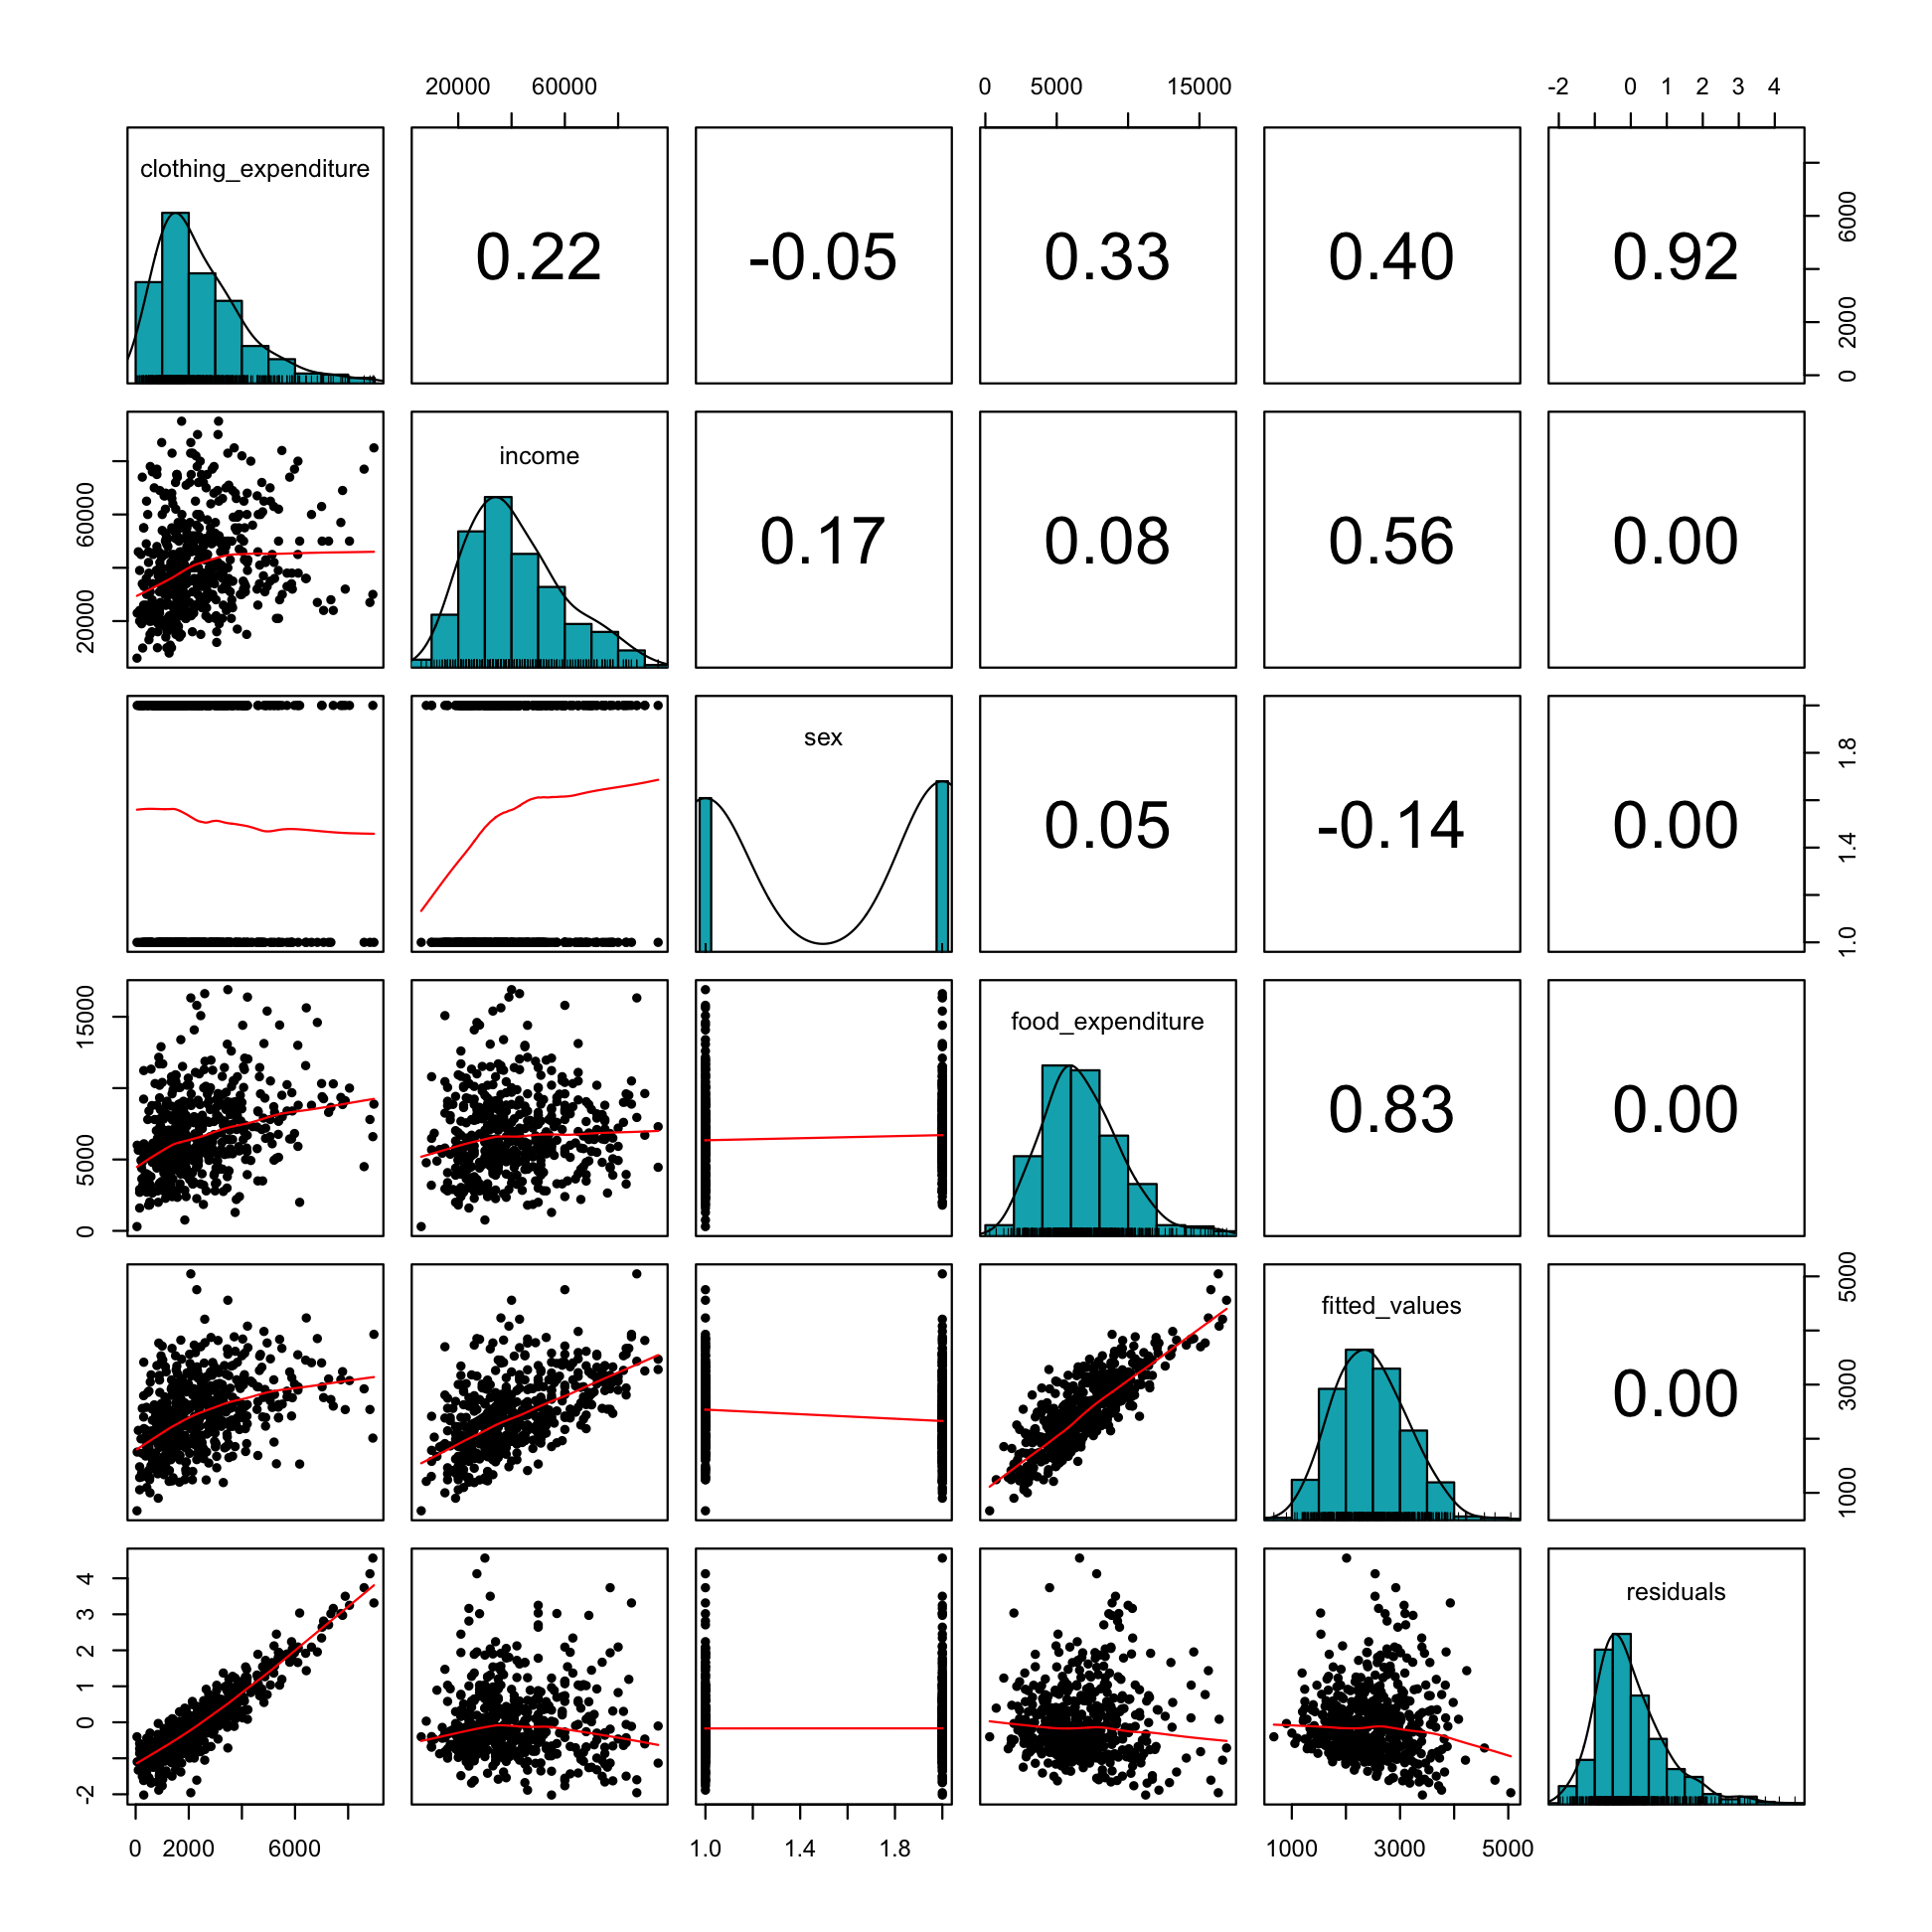 20000 60000 0 5000 15000 -2 0 1 2 3 4
clothing_expenditure 0.22 -0.05 0.33 0.40 0.92 0 2000 6000
20000 60000 income 0.17 0.08 0.56 0.00
sex 0.05 -0.14 0.00 1.0 1.4 1.8
0 5000 15000 food_expenditure 0.83 0.00
fitted_values 0.00 1000 3000 5000
-2 0 1 2 3 4 residuals
0 2000 6000 1.0 1.4 1.8 1000 3000 5000